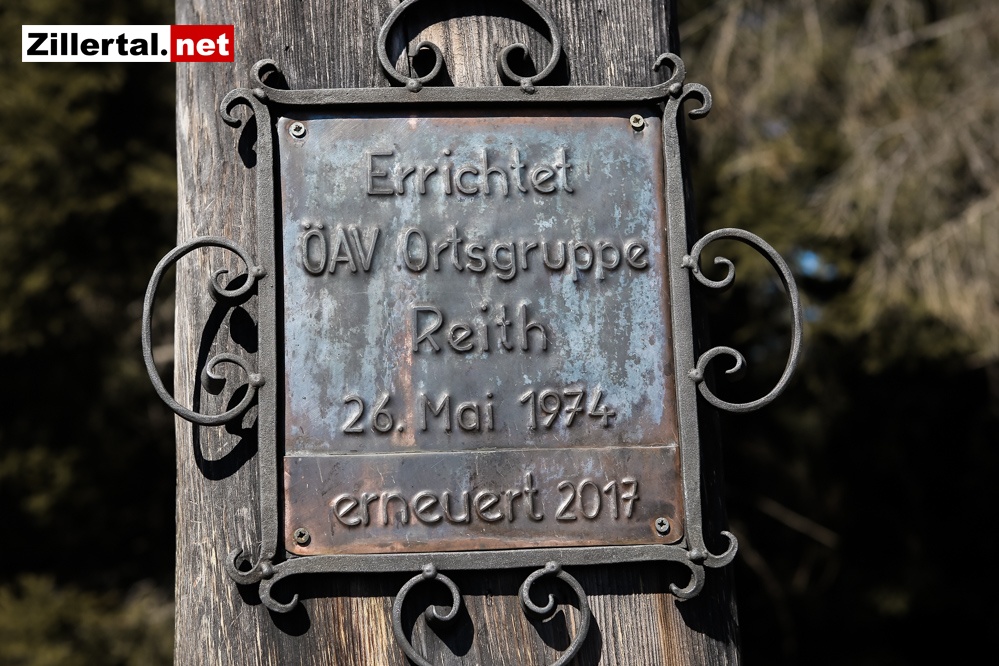 Zillertal.net
Errichtet
ÖAV Ortsgruppe
Reith
26. Mai 1974
erneuert 2017